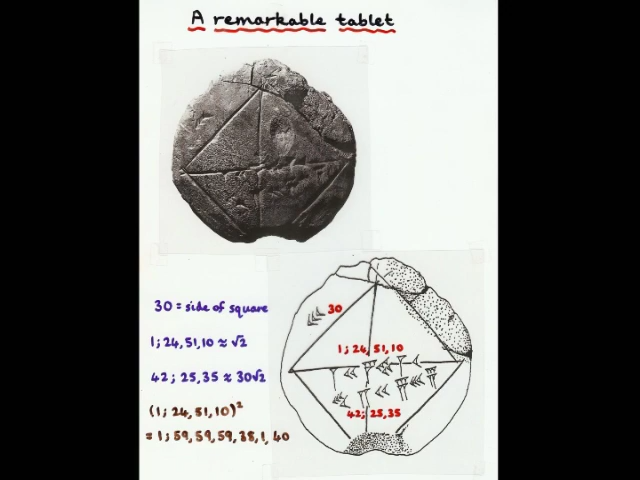 A remarkable tablet
30 = side of square
1; 24, 51, 10 ≈ √2
42; 25, 35 ≈ 30√2
(1; 24, 51, 10)²
= 1; 59, 59, 59, 38, 1, 40
30
1; 24, 51, 10
42; 25, 35